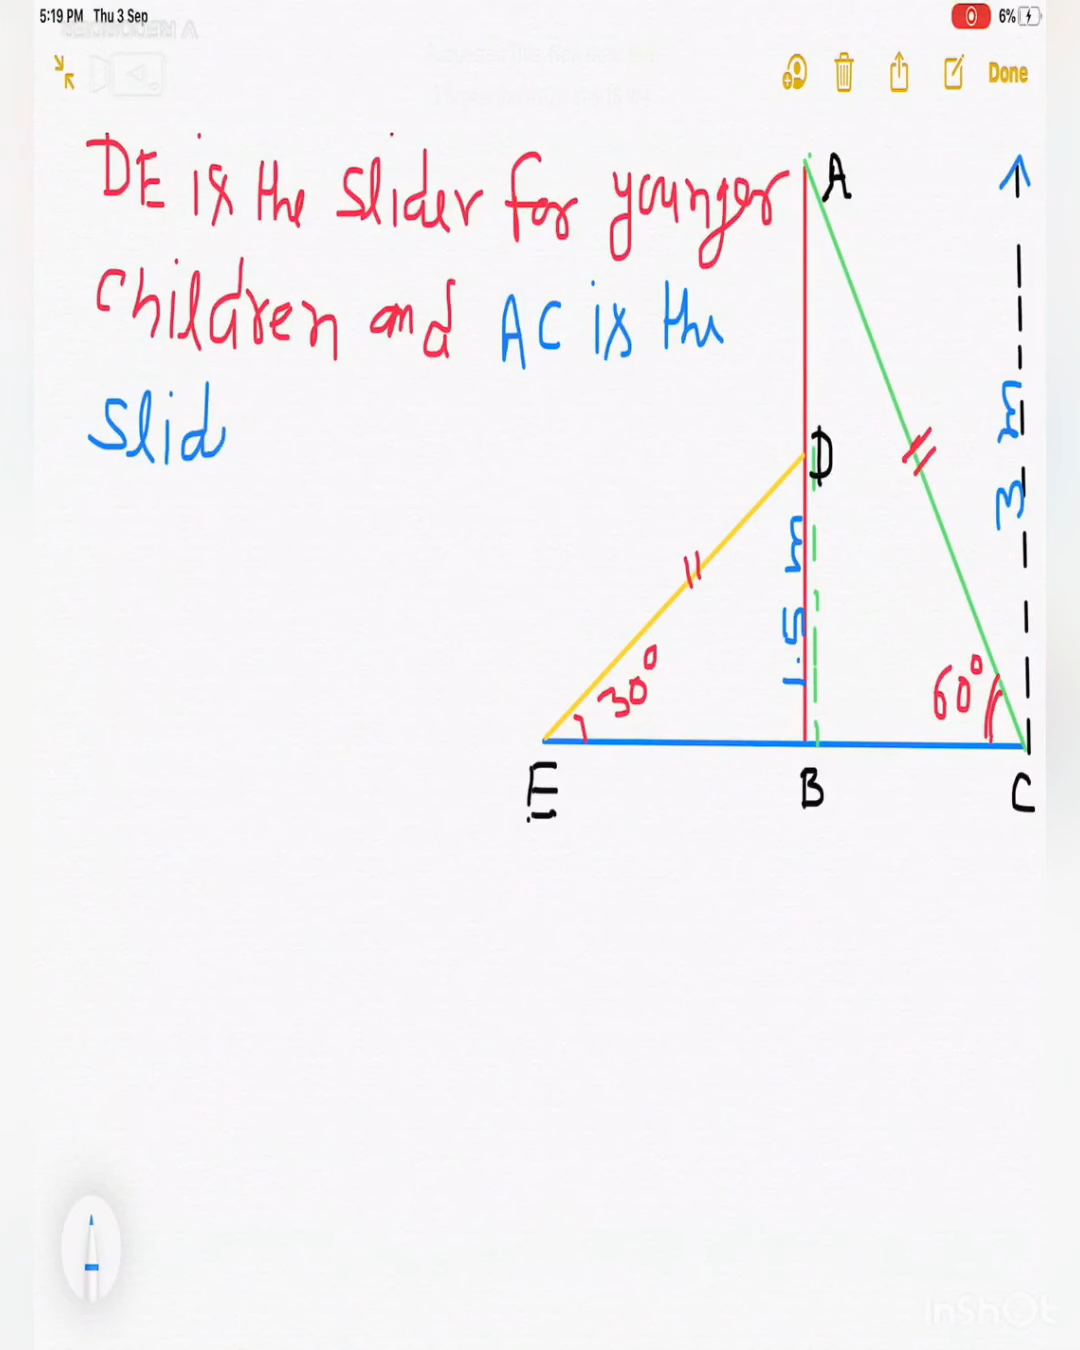 5:19 PM Thu 3 Sep
6%
Done
DE is the slider for younger
children and AC is the
slid
A
D
3 m
1.5 m
30°
60°
E
B
C
InShOt